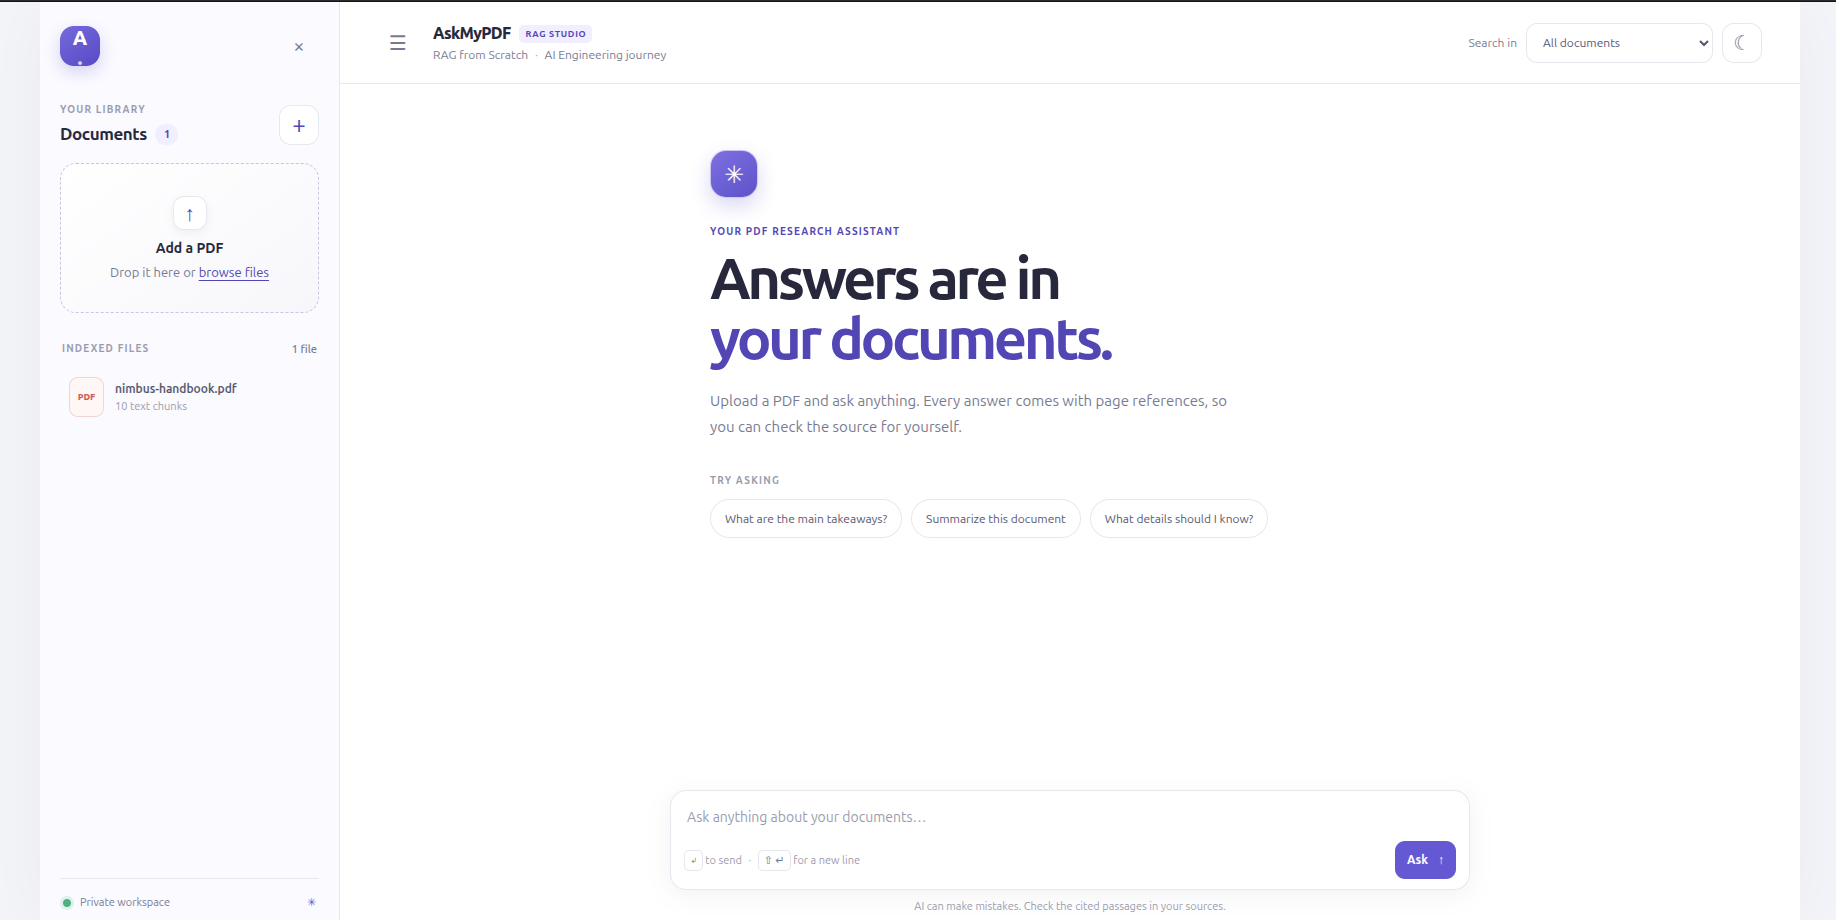 A
×
YOUR LIBRARY
Documents 1
+
↑
Add a PDF
Drop it here or browse files
INDEXED FILES 1 file
PDF
nimbus-handbook.pdf
10 text chunks
Private workspace
☰
AskMyPDF RAG STUDIO
RAG from Scratch · AI Engineering journey
Search in All documents
YOUR PDF RESEARCH ASSISTANT
Answers are in
your documents.
Upload a PDF and ask anything. Every answer comes with page references, so
you can check the source for yourself.
TRY ASKING
What are the main takeaways? Summarize this document What details should I know?
Ask anything about your documents...
↲ to send · ⇧ ↵ for a new line Ask ↑
AI can make mistakes. Check the cited passages in your sources.